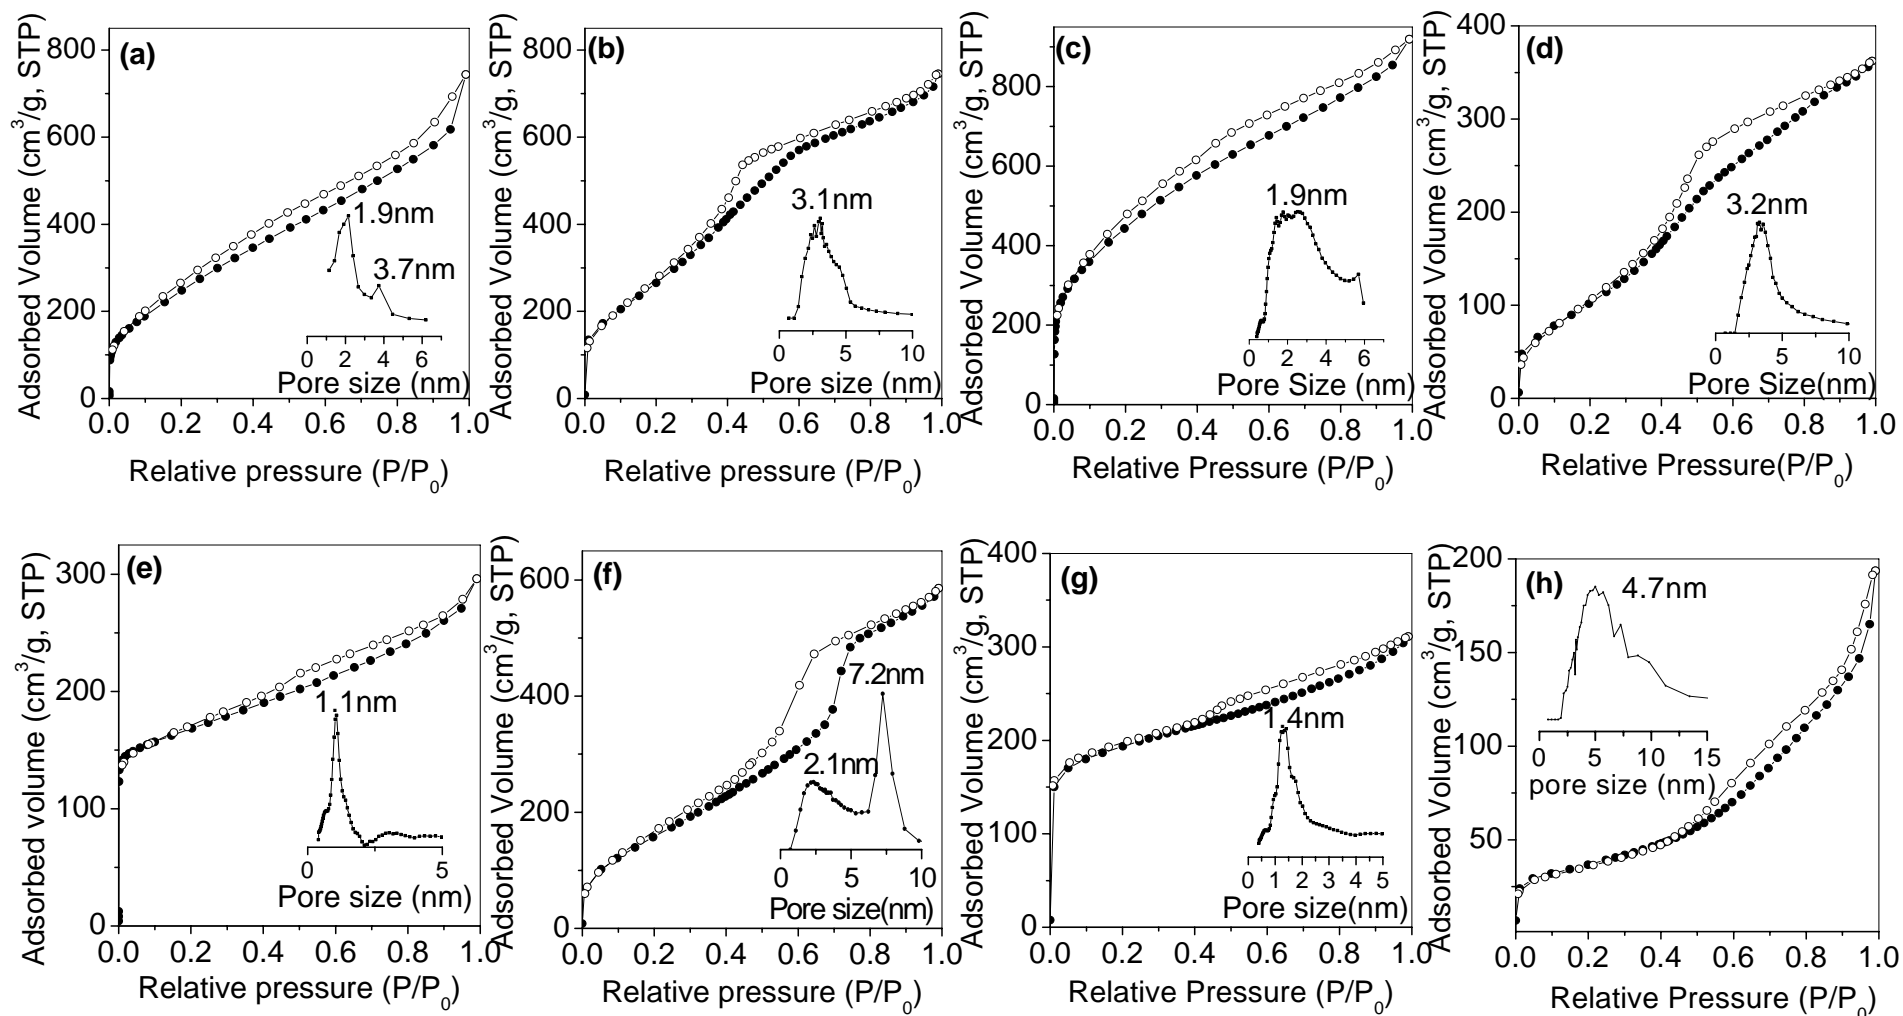 (a)
Adsorbed Volume (cm³/g, STP)
800
600
400
200
0
1.9nm
3.7nm
0 2 4 6
Pore size (nm)
0.0 0.2 0.4 0.6 0.8 1.0
Relative pressure (P/P₀)
(b)
Adsorbed Volume (cm³/g, STP)
800
600
400
200
0
3.1nm
0 5 10
Pore size (nm)
0.0 0.2 0.4 0.6 0.8 1.0
Relative pressure (P/P₀)
(c)
Adsorbed Volume (cm³/g, STP)
800
600
400
200
0
1.9nm
0 2 4 6
Pore Size (nm)
0.0 0.2 0.4 0.6 0.8 1.0
Relative Pressure (P/P₀)
(d)
Adsorbed Volume (cm³/g, STP)
400
300
200
100
0
3.2nm
0 5 10
Pore Size(nm)
0.0 0.2 0.4 0.6 0.8 1.0
Relative Pressure(P/P₀)
(e)
Adsorbed volume (cm³/g, STP)
300
200
100
0
1.1nm
0 5
Pore size (nm)
0.0 0.2 0.4 0.6 0.8 1.0
Relative pressure (P/P₀)
(f)
Adsorbed Volume (cm³/g, STP)
600
400
200
0
7.2nm
2.1nm
0 5 10
Pore size(nm)
0.0 0.2 0.4 0.6 0.8 1.0
Relative pressure (P/P₀)
(g)
Adsorbed Volume (cm³/g, STP)
400
300
200
100
0
1.4nm
0 1 2 3 4 5
Pore size(nm)
0.0 0.2 0.4 0.6 0.8 1.0
Relative Pressure (P/P₀)
(h)
Adsorbed Volume (cm³/g, STP)
200
150
100
50
4.7nm
0 5 10 15
pore size (nm)
0.0 0.2 0.4 0.6 0.8 1.0
Relative Pressure (P/P₀)